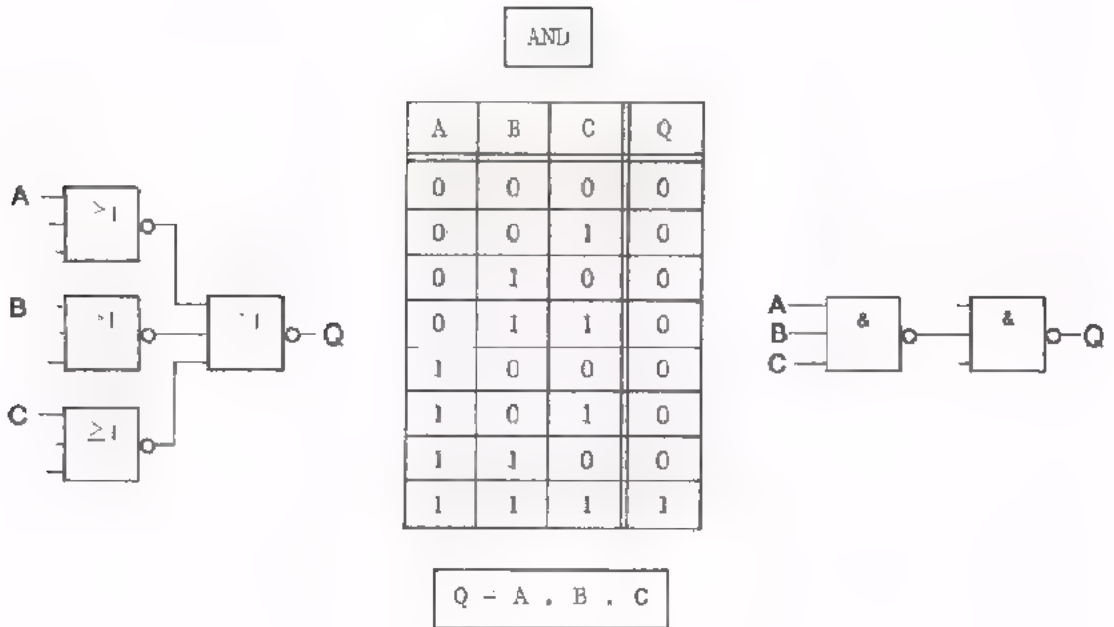 AND
A B C Q
0 0 0 0
0 0 1 0
0 1 0 0
0 1 1 0
1 0 0 0
1 0 1 0
1 1 0 0
1 1 1 1
A ≥1
B 1
C ≥1
1 Q
A &
B
C
& Q
Q - A . B . C